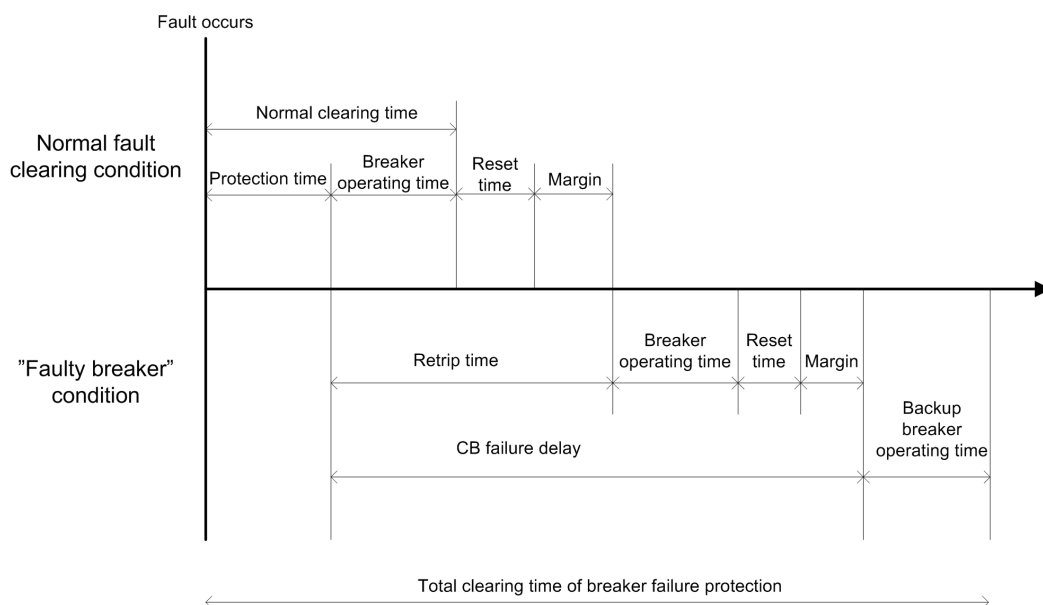 Fault occurs
Normal clearing time
Normal fault
clearing condition
Protection time
Breaker
operating time
Reset
time
Margin
”Faulty breaker”
condition
Retrip time
Breaker
operating time
Reset
time
Margin
CB failure delay
Backup
breaker
operating time
Total clearing time of breaker failure protection